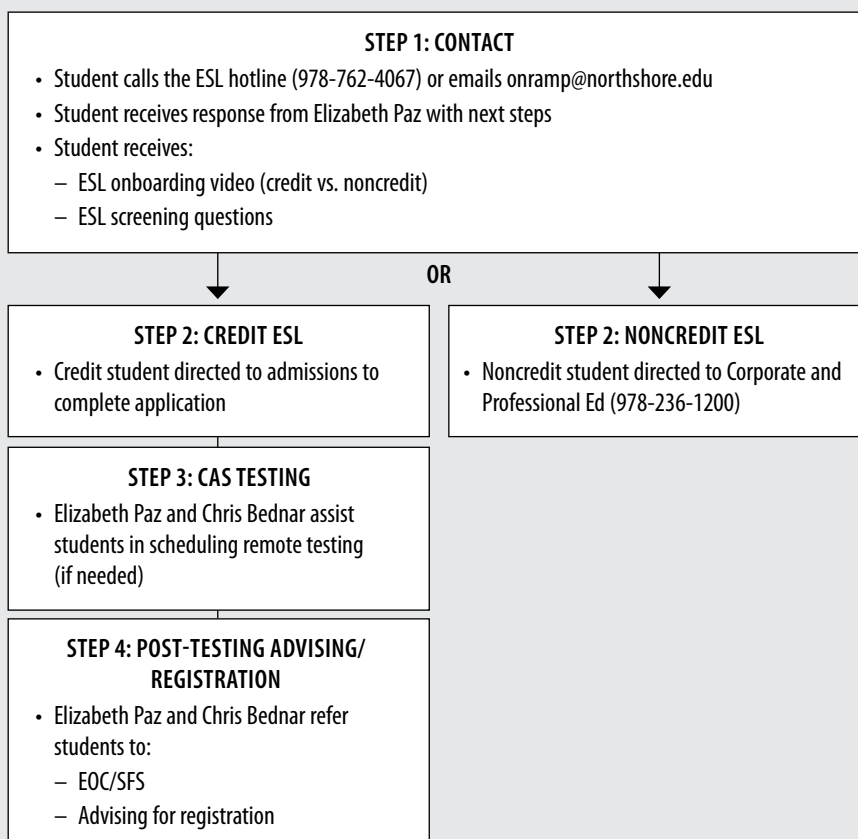 STEP 1: CONTACT
• Student calls the ESL hotline (978-762-4067) or emails onramp@northshore.edu
• Student receives response from Elizabeth Paz with next steps
• Student receives:
– ESL onboarding video (credit vs. noncredit)
– ESL screening questions
OR
STEP 2: CREDIT ESL
• Credit student directed to admissions to
complete application
STEP 2: NONCREDIT ESL
• Noncredit student directed to Corporate and
Professional Ed (978-236-1200)
STEP 3: CAS TESTING
• Elizabeth Paz and Chris Bednar assist
students in scheduling remote testing
(if needed)
STEP 4: POST-TESTING ADVISING/
REGISTRATION
• Elizabeth Paz and Chris Bednar refer
students to:
– EOC/SFS
– Advising for registration